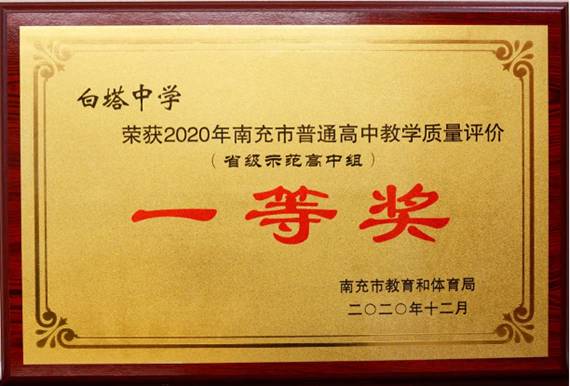 白塔中学
荣获2020年南充市普通高中教学质量评价
（省级示范高中组）
一等奖
南充市教育和体育局
二〇二〇年十二月